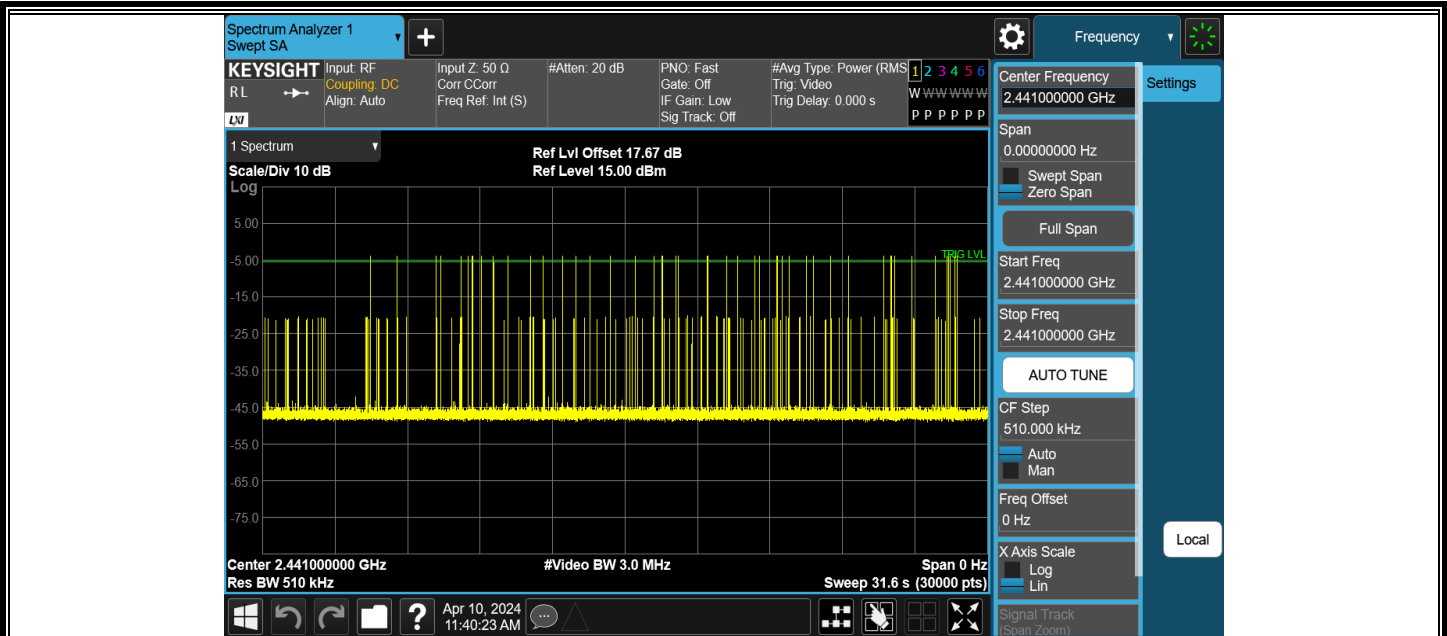 Spectrum Analyzer 1
Swept SA
Frequency
KEYSIGHT
RL
LXI
Input: RF
Coupling: DC
Align: Auto
Input Z: 50 Ω
Corr CCorr
Freq Ref: Int (S)
#Atten: 20 dB
PNO: Fast
Gate: Off
IF Gain: Low
Sig Track: Off
#Avg Type: Power (RMS
Trig: Video
Trig Delay: 0.000 s
1 2 3 4 5 6
W W W W W W
P P P P P P
1 Spectrum
Scale/Div 10 dB
Log
Ref Lvl Offset 17.67 dB
Ref Level 15.00 dBm
TRIG LVL
5.00
-5.00
-15.0
-25.0
-35.0
-45.0
-55.0
-65.0
-75.0
Center 2.441000000 GHz
Res BW 510 kHz
#Video BW 3.0 MHz
Span 0 Hz
Sweep 31.6 s (30000 pts)
?
Apr 10, 2024
11:40:23 AM
Center Frequency
2.441000000 GHz
Span
0.00000000 Hz
Swept Span
Zero Span
Full Span
Start Freq
2.441000000 GHz
Stop Freq
2.441000000 GHz
AUTO TUNE
CF Step
510.000 kHz
Auto
Man
Freq Offset
0 Hz
X Axis Scale
Log
Lin
Signal Track
(Span Zoom)
Settings
Local